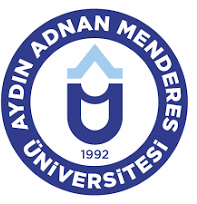 AYDIN ADNAN MENDERES
ÜNİVERSİTESİ
1992